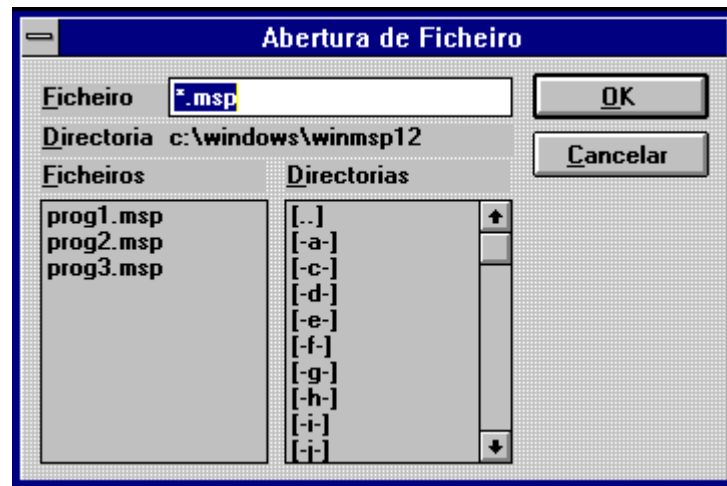 Abertura de Ficheiro
Ficheiro *.msp
OK
Directoria c:\windows\winmsp12
Cancelar
Ficheiros
Directorias
prog1.msp
prog2.msp
prog3.msp
[..]
[-a-]
[-c-]
[-d-]
[-e-]
[-f-]
[-g-]
[-h-]
[-i-]
[-j-]